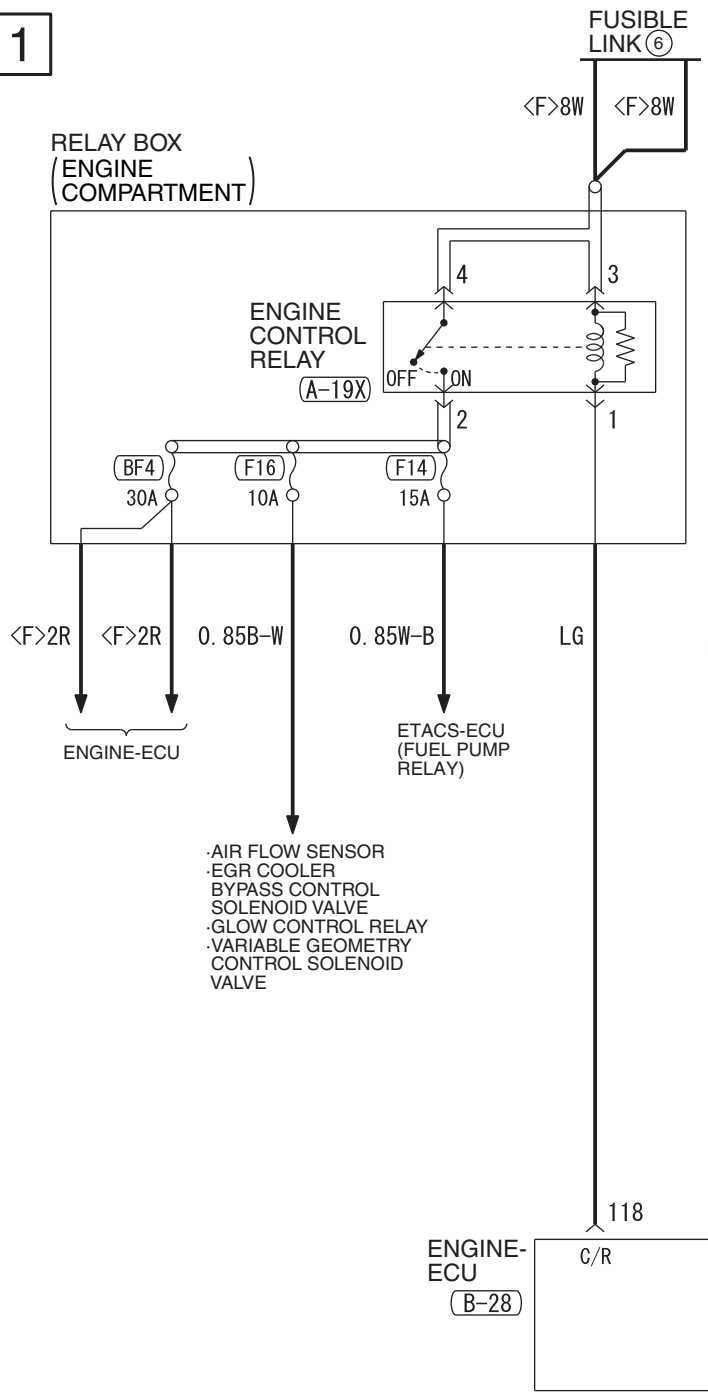 1
FUSIBLE
LINK ⑥
<F>8W <F>8W
RELAY BOX
(ENGINE
COMPARTMENT)
4 3
ENGINE
CONTROL
RELAY
A-19X
OFF ON
2 1
BF4 F16 F14
30A 10A 15A
<F>2R <F>2R 0.85B-W 0.85W-B LG
ENGINE-ECU
ETACS-ECU
(FUEL PUMP
RELAY)
·AIR FLOW SENSOR
·EGR COOLER
BYPASS CONTROL
SOLENOID VALVE
·GLOW CONTROL RELAY
·VARIABLE GEOMETRY
CONTROL SOLENOID
VALVE
118
ENGINE-
ECU
C/R
B-28